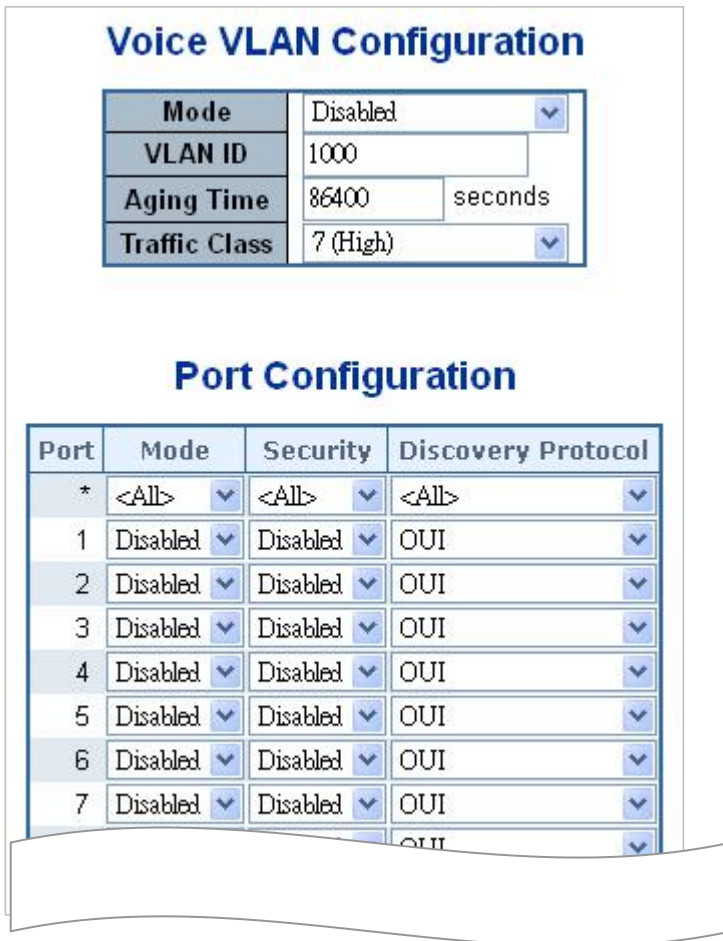 Voice VLAN Configuration
Mode Disabled
VLAN ID 1000
Aging Time 86400 seconds
Traffic Class 7 (High)
Port Configuration
Port Mode Security Discovery Protocol
* <All> <All> <All>
1 Disabled Disabled OUI
2 Disabled Disabled OUI
3 Disabled Disabled OUI
4 Disabled Disabled OUI
5 Disabled Disabled OUI
6 Disabled Disabled OUI
7 Disabled Disabled OUI
OUI